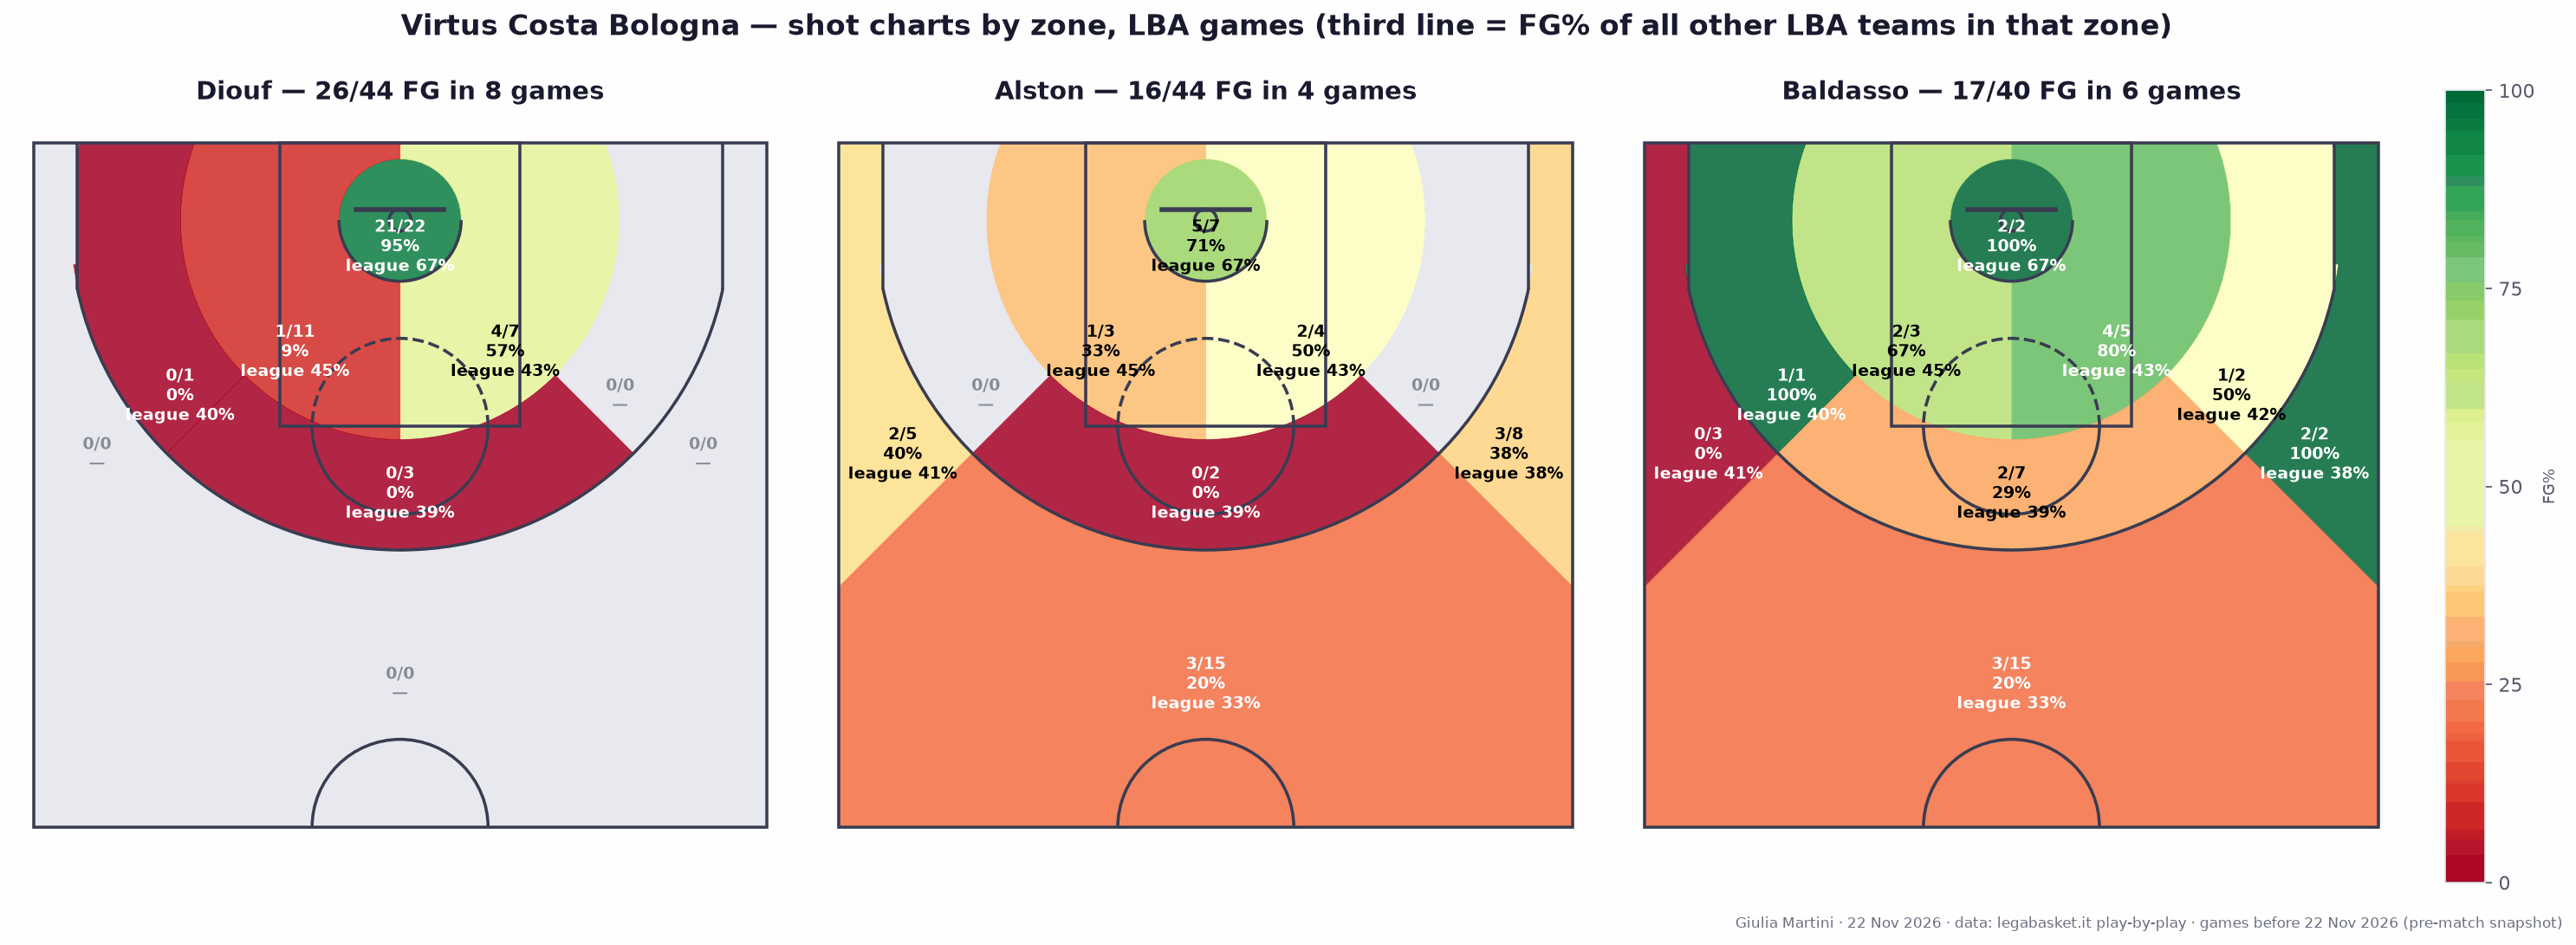 Virtus Costa Bologna — shot charts by zone, LBA games (third line = FG% of all other LBA teams in that zone)
Diouf — 26/44 FG in 8 games
21/22
95%
league 67%
1/11
9%
league 45%
4/7
57%
league 43%
0/1
0%
league 40%
0/0
—
0/0
—
0/0
—
0/3
0%
league 39%
0/0
—
Alston — 16/44 FG in 4 games
5/7
71%
league 67%
1/3
33%
league 45%
2/4
50%
league 43%
0/0
—
0/0
—
2/5
40%
league 41%
3/8
38%
league 38%
0/2
0%
league 39%
3/15
20%
league 33%
Baldasso — 17/40 FG in 6 games
2/2
100%
league 67%
2/3
67%
league 45%
4/5
80%
league 43%
1/1
100%
league 40%
1/2
50%
league 42%
0/3
0%
league 41%
2/2
100%
league 38%
2/7
29%
league 39%
3/15
20%
league 33%
100
75
50
25
0
FG%
Giulia Martini · 22 Nov 2026 · data: legabasket.it play-by-play · games before 22 Nov 2026 (pre-match snapshot)